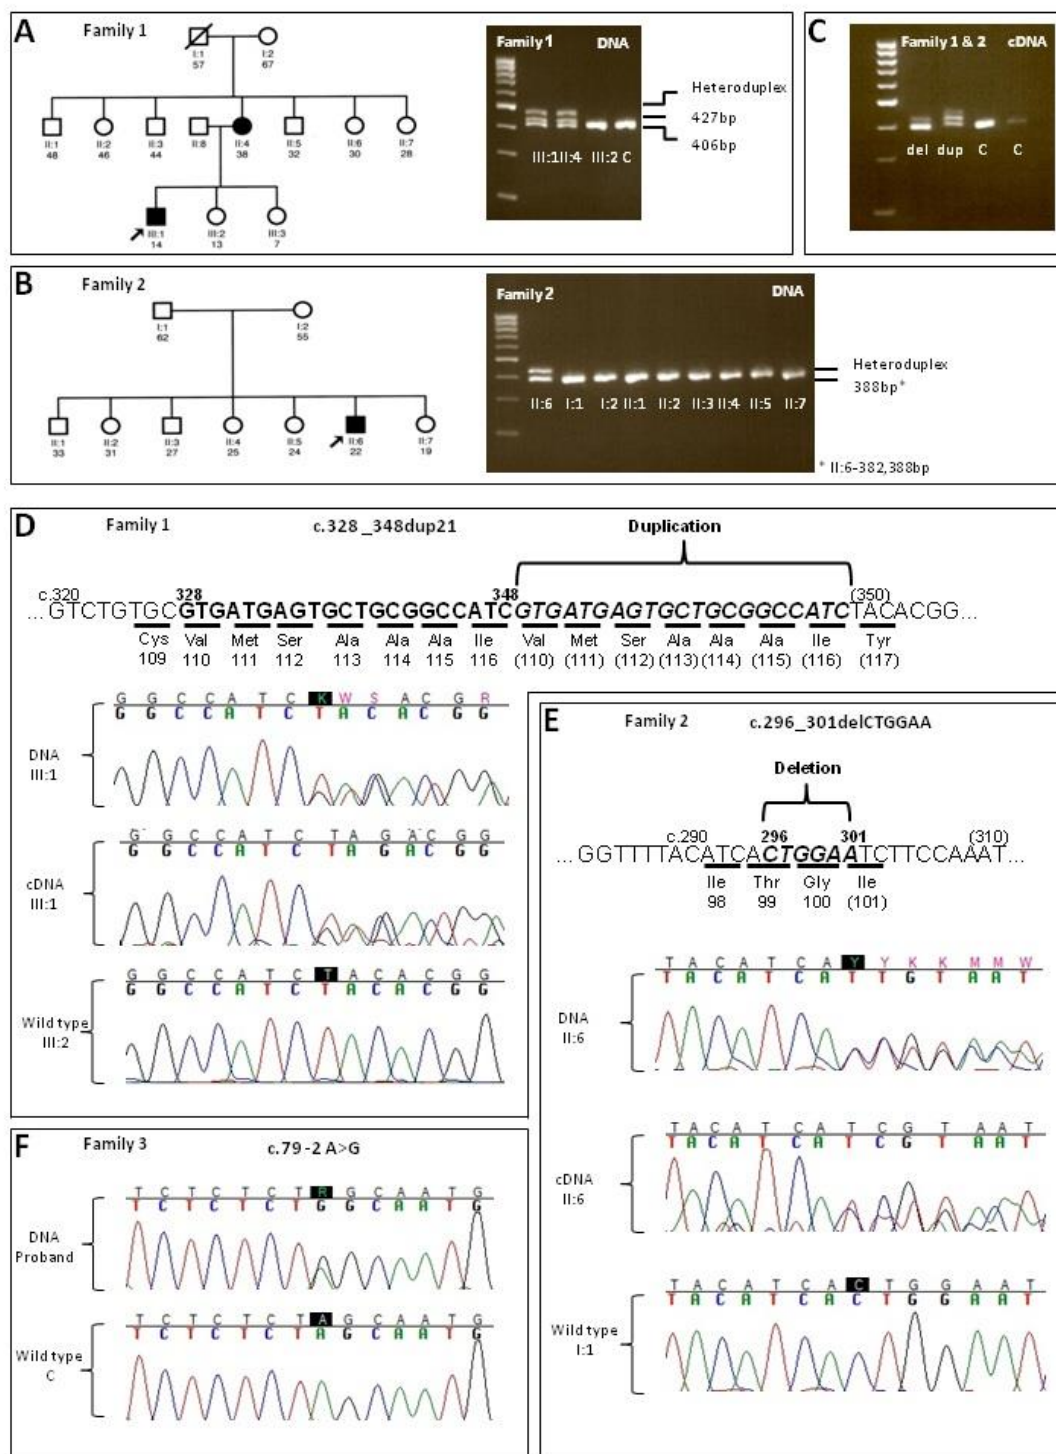 A Family 1
I:1 57
I:2 67
II:1 48
II:2 46
II:3 44
II:8
II:4 38
II:5 32
II:6 30
II:7 28
III:1 14
III:2 13
III:3 7
Family 1 DNA
III:1 II:4 III:2 C
Heteroduplex
427bp
406bp
C
Family 1 & 2 cDNA
del dup C C
B Family 2
I:1 62
I:2 55
II:1 33
II:2 31
II:3 27
II:4 25
II:5 24
II:6 22
II:7 19
Family 2 DNA
II:6 I:1 I:2 II:1 II:2 II:3 II:4 II:5 II:7
Heteroduplex
388bp*
* II:6-382,388bp
D Family 1 c.328_348dup21 Duplication
c.320 328 348 (350)
...GTCTGTGCGTGATGAGTGCTGCGGCCATCGTGATGAGTGCTGCGGCCATCTACACGG...
Cys Val Met Ser Ala Ala Ala Ile Val Met Ser Ala Ala Ala Ile Tyr
109 110 111 112 113 114 115 116 (110) (111) (112) (113) (114) (115) (116) (117)
G G C C A T C K W S A C G R
G G C C A T C T A C A C G G
DNA
III:1
G G C C A T C T A G A C G G
G G C C A T C T A G A C G G
cDNA
III:1
G G C C A T C T A C A C G G
G G C C A T C T A C A C G G
Wild type
III:2
E Family 2 c.296_301delCTGGAA
Deletion
c.290 296 301 (310)
...GGTTTTACATCACTGGAATCTTCCAAAT...
Ile Thr Gly Ile
98 99 100 (101)
T A C A T C A Y Y K K M M W
T A C A T C A T T G T A A T
DNA
II:6
T A C A T C A T C G T A A T
T A C A T C A T C G T A A T
cDNA
II:6
T A C A T C A C T G G A A T
T A C A T C A C T G G A A T
Wild type
I:1
F Family 3 c.79-2 A>G
T C T C T C T R G C A A T G
T C T C T C T G G C A A T G
DNA
Proband
T C T C T C T A G C A A T G
T C T C T C T A G C A A T G
Wild type
C